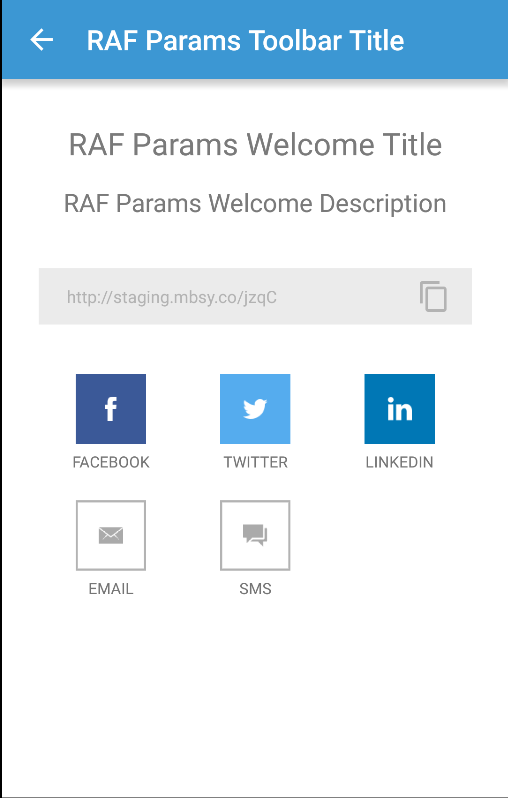 RAF Params Toolbar Title
RAF Params Welcome Title
RAF Params Welcome Description
http://staging.mbsy.co/jzqC
f
in
FACEBOOK
TWITTER
LINKEDIN
EMAIL
SMS